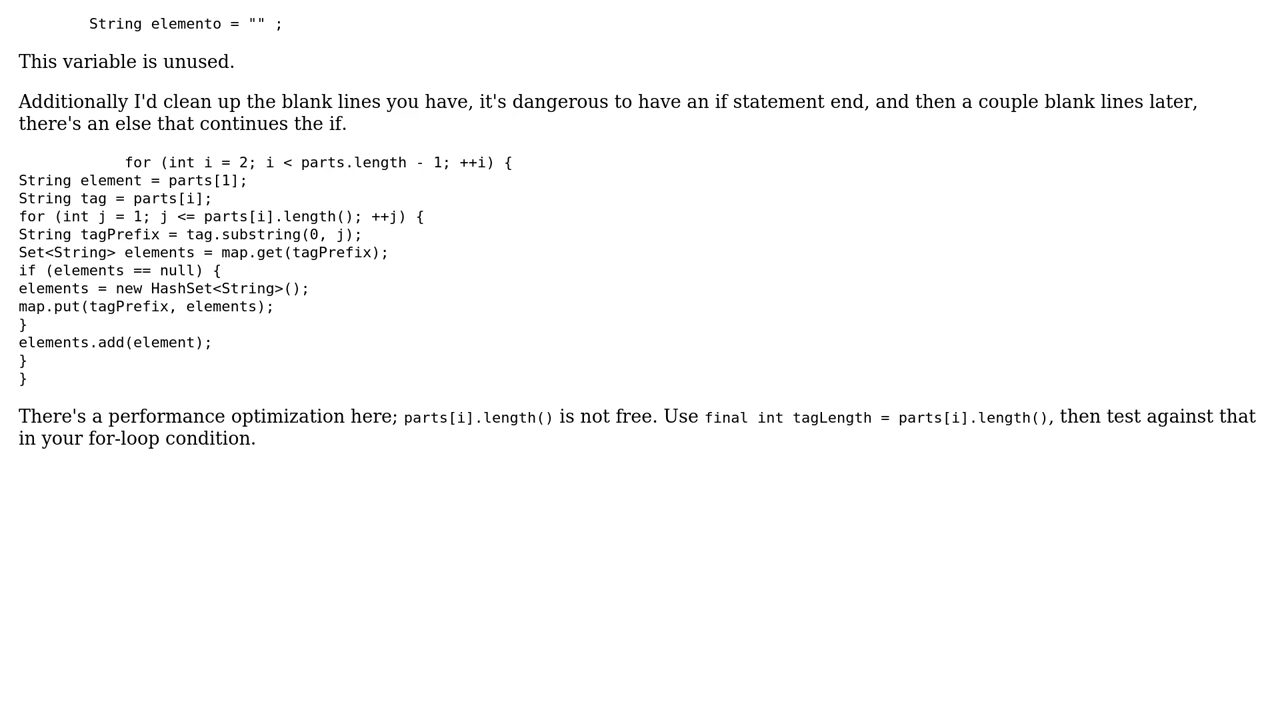 String elemento = "" ;
This variable is unused.
Additionally I'd clean up the blank lines you have, it's dangerous to have an if statement end, and then a couple blank lines later,
there's an else that continues the if.
for (int i = 2; i < parts.length - 1; ++i) {
String element = parts[1];
String tag = parts[i];
for (int j = 1; j <= parts[i].length(); ++j) {
String tagPrefix = tag.substring(0, j);
Set<String> elements = map.get(tagPrefix);
if (elements == null) {
elements = new HashSet<String>();
map.put(tagPrefix, elements);
}
elements.add(element);
}
}
There's a performance optimization here; parts[i].length() is not free. Use final int tagLength = parts[i].length(), then test against that
in your for-loop condition.